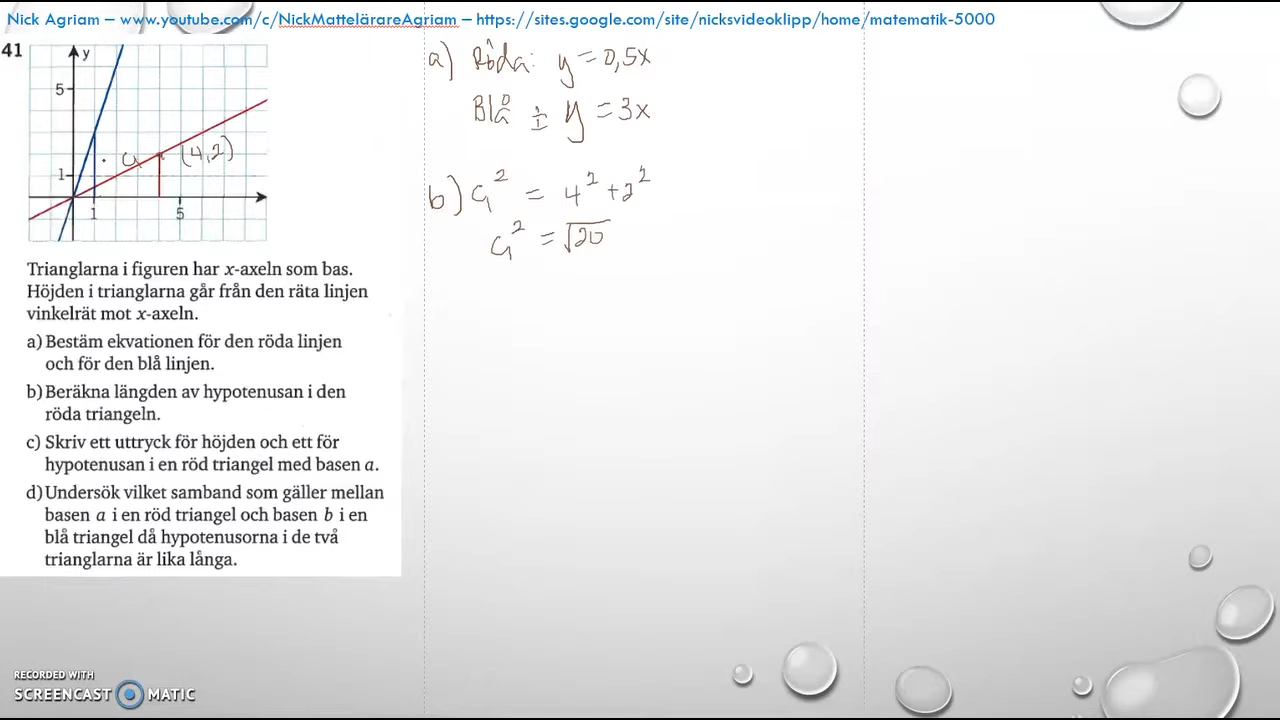 Nick Agriam – www.youtube.com/c/NickMattelärareAgriam – https://sites.google.com/site/nicksvideoklipp/home/matematik-5000
41
y
5
1
1
5
a
(4,2)
Trianglarna i figuren har x-axeln som bas.
Höjden i trianglarna går från den räta linjen
vinkelrät mot x-axeln.
a) Bestäm ekvationen för den röda linjen
och för den blå linjen.
b) Beräkna längden av hypotenusan i den
röda triangeln.
c) Skriv ett uttryck för höjden och ett för
hypotenusan i en röd triangel med basen a.
d) Undersök vilket samband som gäller mellan
basen a i en röd triangel och basen b i en
blå triangel då hypotenusorna i de två
trianglarna är lika långa.
a) Röda: y = 0,5x
Blå : y = 3x
b) a² = 4² + 2²
a² = √20
RECORDED WITH
SCREENCAST MATIC